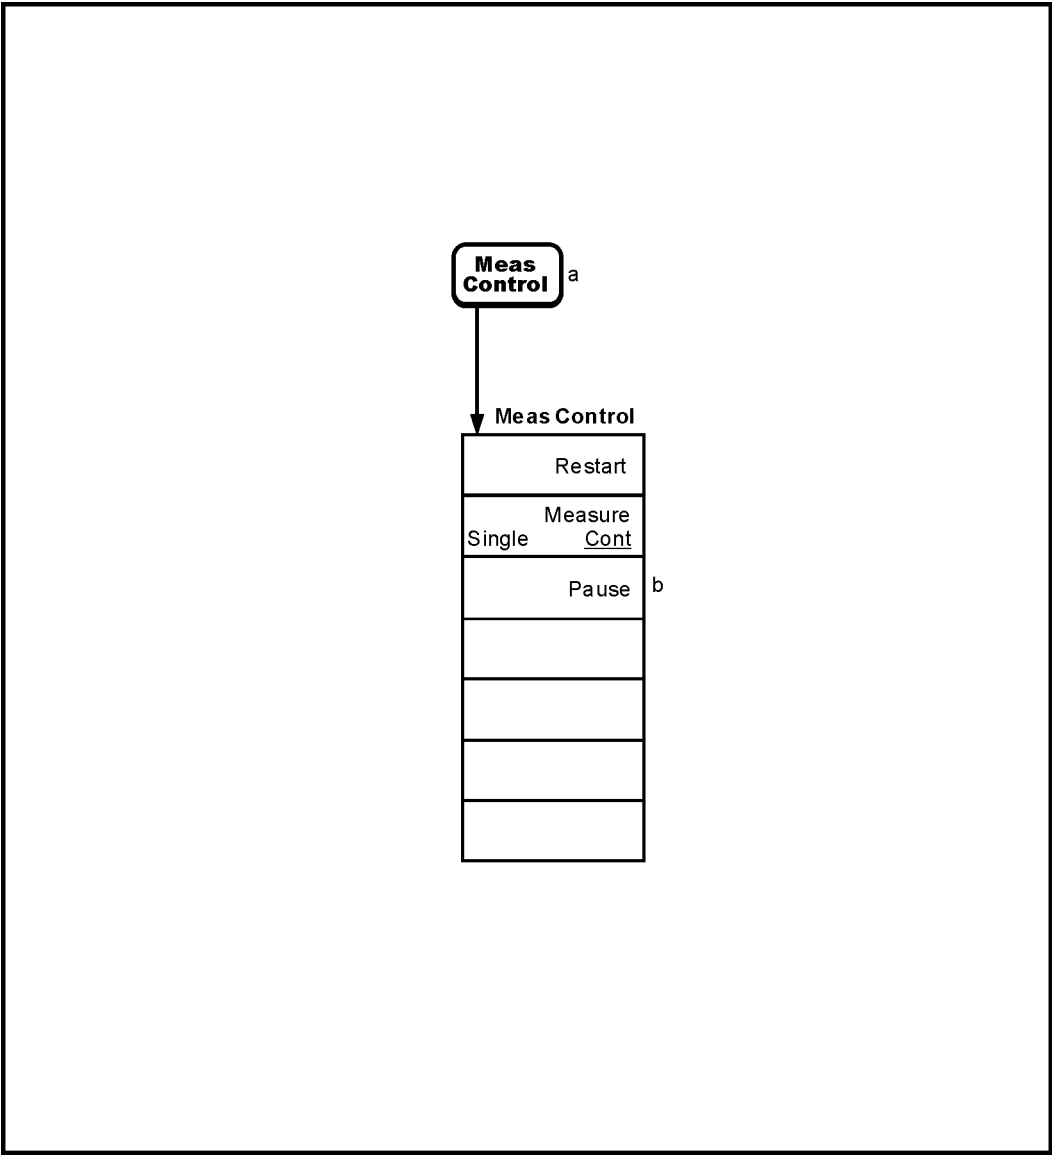 Meas
Control
a
Meas Control
Restart
Measure
Single Cont
Pause
b